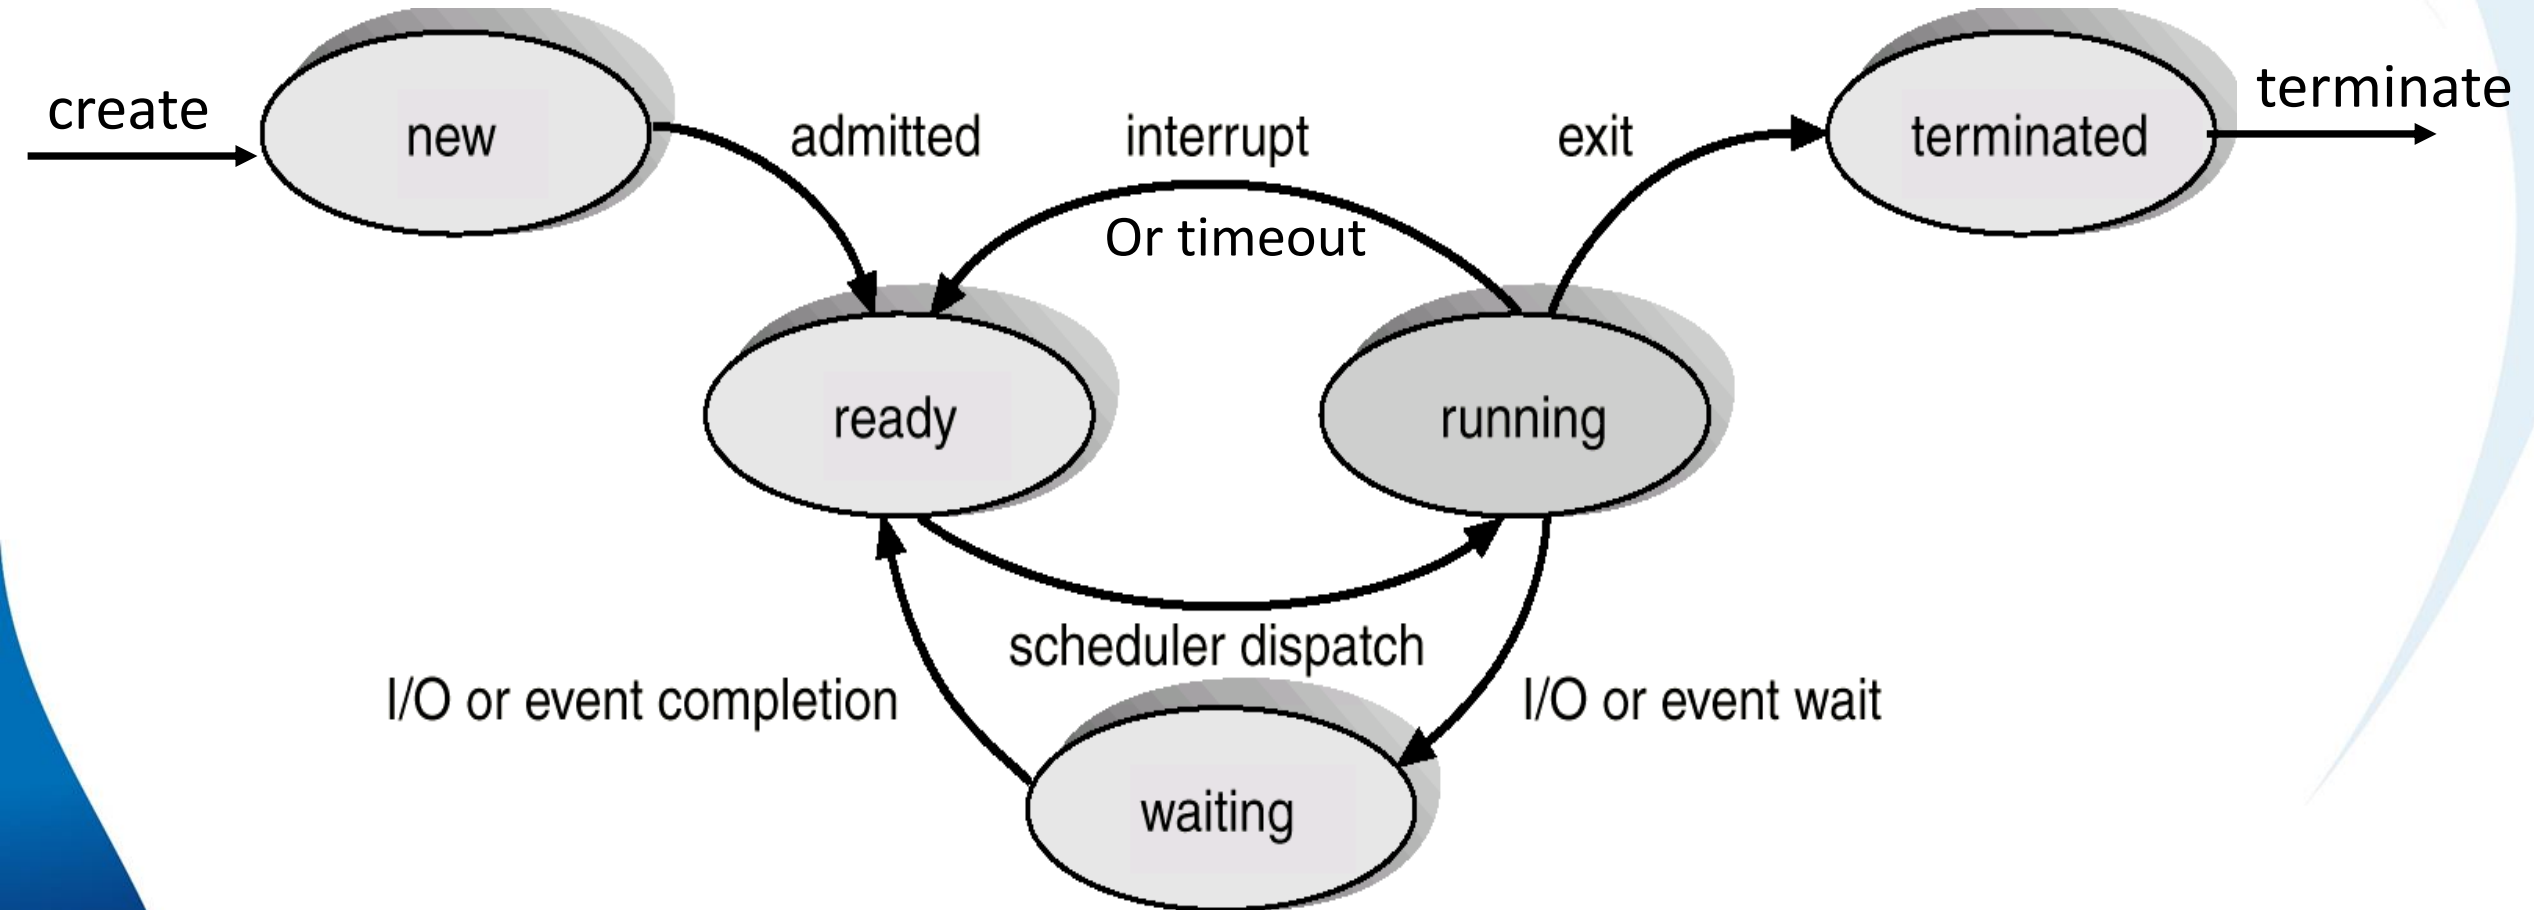 create
new
admitted
interrupt
Or timeout
exit
terminated
terminate
ready
running
scheduler dispatch
I/O or event completion
I/O or event wait
waiting